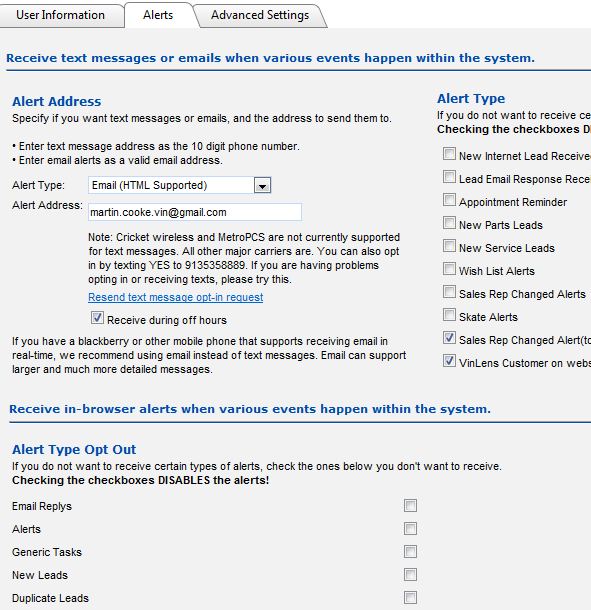 User Information
Alerts
Advanced Settings
Receive text messages or emails when various events happen within the system.
Alert Address
Specify if you want text messages or emails, and the address to send them to.
• Enter text message address as the 10 digit phone number.
• Enter email alerts as a valid email address.
Alert Type:
Email (HTML Supported)
Alert Address:
martin.cooke.vin@gmail.com
Note: Cricket wireless and MetroPCS are not currently supported
for text messages. All other major carriers are. You can also opt
in by texting YES to 9135358889. If you are having problems
opting in or receiving texts, please try this.
Resend text message opt-in request
Receive during off hours
If you have a blackberry or other mobile phone that supports receiving email in
real-time, we recommend using email instead of text messages. Email can support
larger and much more detailed messages.
Alert Type
If you do not want to receive ce
Checking the checkboxes D
New Internet Lead Receive
Lead Email Response Rece
Appointment Reminder
New Parts Leads
New Service Leads
Wish List Alerts
Sales Rep Changed Alerts
Skate Alerts
Sales Rep Changed Alert(to
VinLens Customer on webs
Receive in-browser alerts when various events happen within the system.
Alert Type Opt Out
If you do not want to receive certain types of alerts, check the ones below you don't want to receive.
Checking the checkboxes DISABLES the alerts!
Email Replys
Alerts
Generic Tasks
New Leads
Duplicate Leads